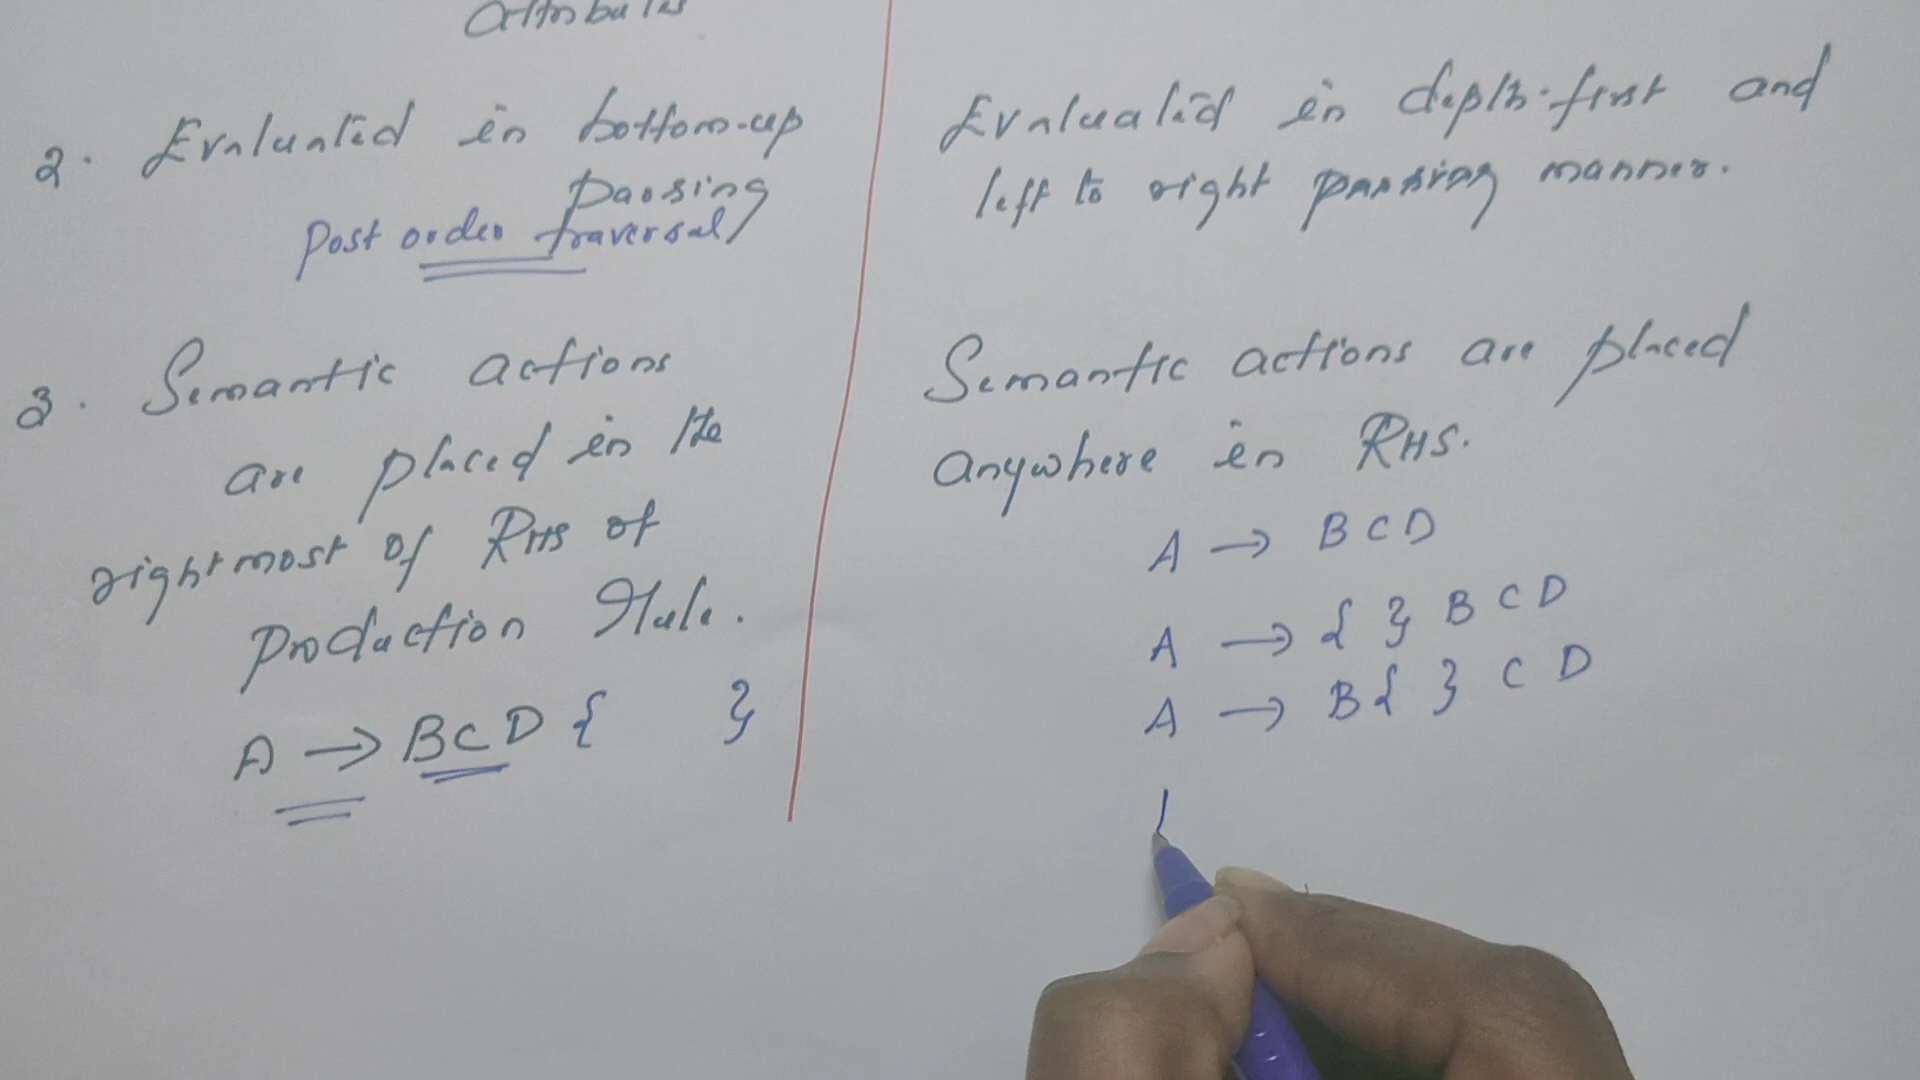 Attributes
2. Evaluated in bottom-up
parsing
Post order traversal
3. Semantic actions
are placed in the
rightmost of RHS of
production rule.
A → BCD { }
Evaluated in depth-first and
left to right parsing manner.
Semantic actions are placed
anywhere in RHS.
A → BCD
A → { } B C D
A → B { } C D